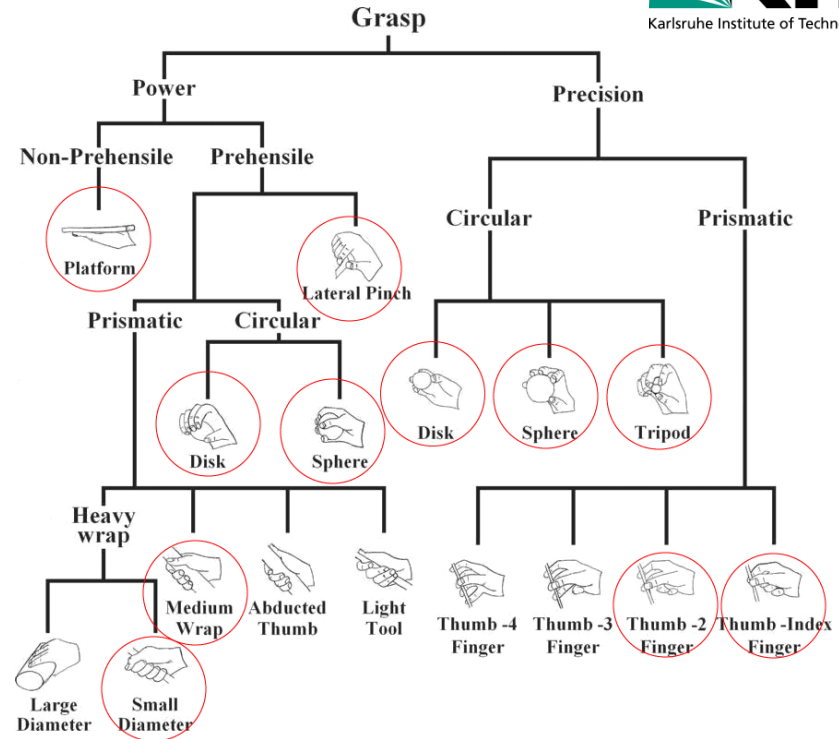 Grasp
Karlsruhe Institute of Techn
Power
Precision
Non-Prehensile
Prehensile
Circular
Prismatic
Platform
Lateral Pinch
Prismatic
Circular
Disk
Sphere
Tripod
Disk
Sphere
Heavy
wrap
Medium
Wrap
Abducted
Thumb
Light
Tool
Thumb -4
Finger
Thumb -3
Finger
Thumb -2
Finger
Thumb -Index
Finger
Large
Diameter
Small
Diameter